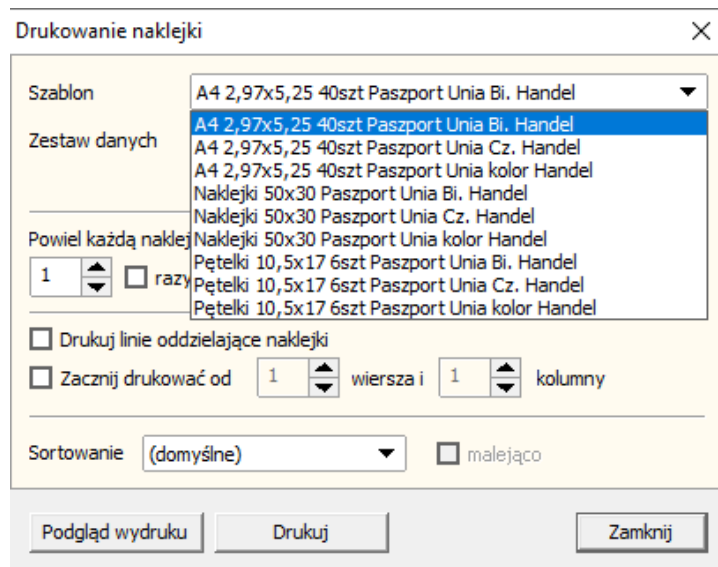 Drukowanie naklejki
Szablon A4 2,97x5,25 40szt Paszport Unia Bi. Handel
A4 2,97x5,25 40szt Paszport Unia Bi. Handel
Zestaw danych A4 2,97x5,25 40szt Paszport Unia Cz. Handel
A4 2,97x5,25 40szt Paszport Unia kolor Handel
Naklejki 50x30 Paszport Unia Bi. Handel
Naklejki 50x30 Paszport Unia Cz. Handel
Powiel każdą naklej Naklejki 50x30 Paszport Unia kolor Handel
Pętelki 10,5x17 6szt Paszport Unia Bi. Handel
1 razy Pętelki 10,5x17 6szt Paszport Unia Cz. Handel
Pętelki 10,5x17 6szt Paszport Unia kolor Handel
Drukuj linie oddzielające naklejki
Zacznij drukować od 1 wiersza i 1 kolumny
Sortowanie (domyślne) malejąco
Podgląd wydruku Drukuj Zamknij